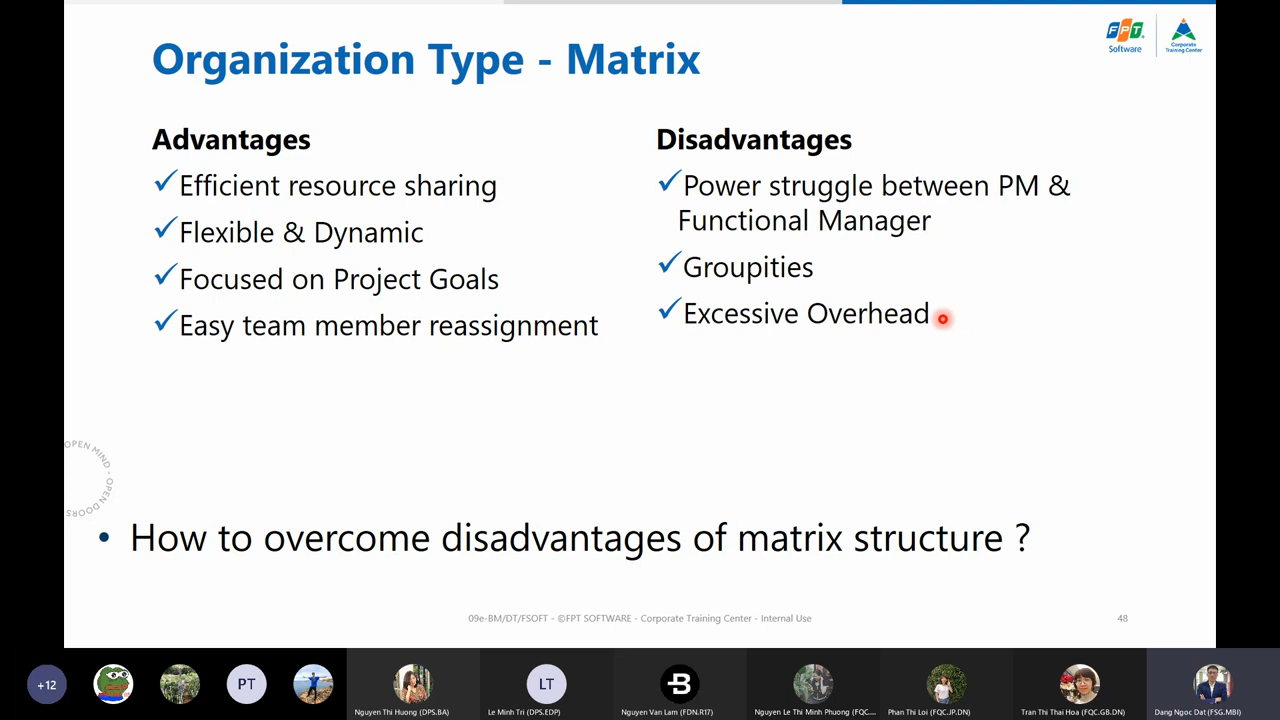 FPT
Software
Corporate
Training Center
Organization Type - Matrix
Advantages
Efficient resource sharing
Flexible & Dynamic
Focused on Project Goals
Easy team member reassignment
Disadvantages
Power struggle between PM &
Functional Manager
Groupities
Excessive Overhead
OPEN MIND - OPEN DOORS
• How to overcome disadvantages of matrix structure ?
09e-BM/DT/FSOFT - ©FPT SOFTWARE - Corporate Training Center - Internal Use
48
+12
PT
LT
B
Nguyen Thi Huong (DPS.BA)
Le Minh Tri (DPS.EDP)
Nguyen Van Lam (FDN.R17)
Nguyen Le Thi Minh Phuong (FQC....
Phan Thi Loi (FQC.JP.DN)
Tran Thi Thai Hoa (FQC.GB.DN)
Dang Ngoc Dat (FSG.MBI)